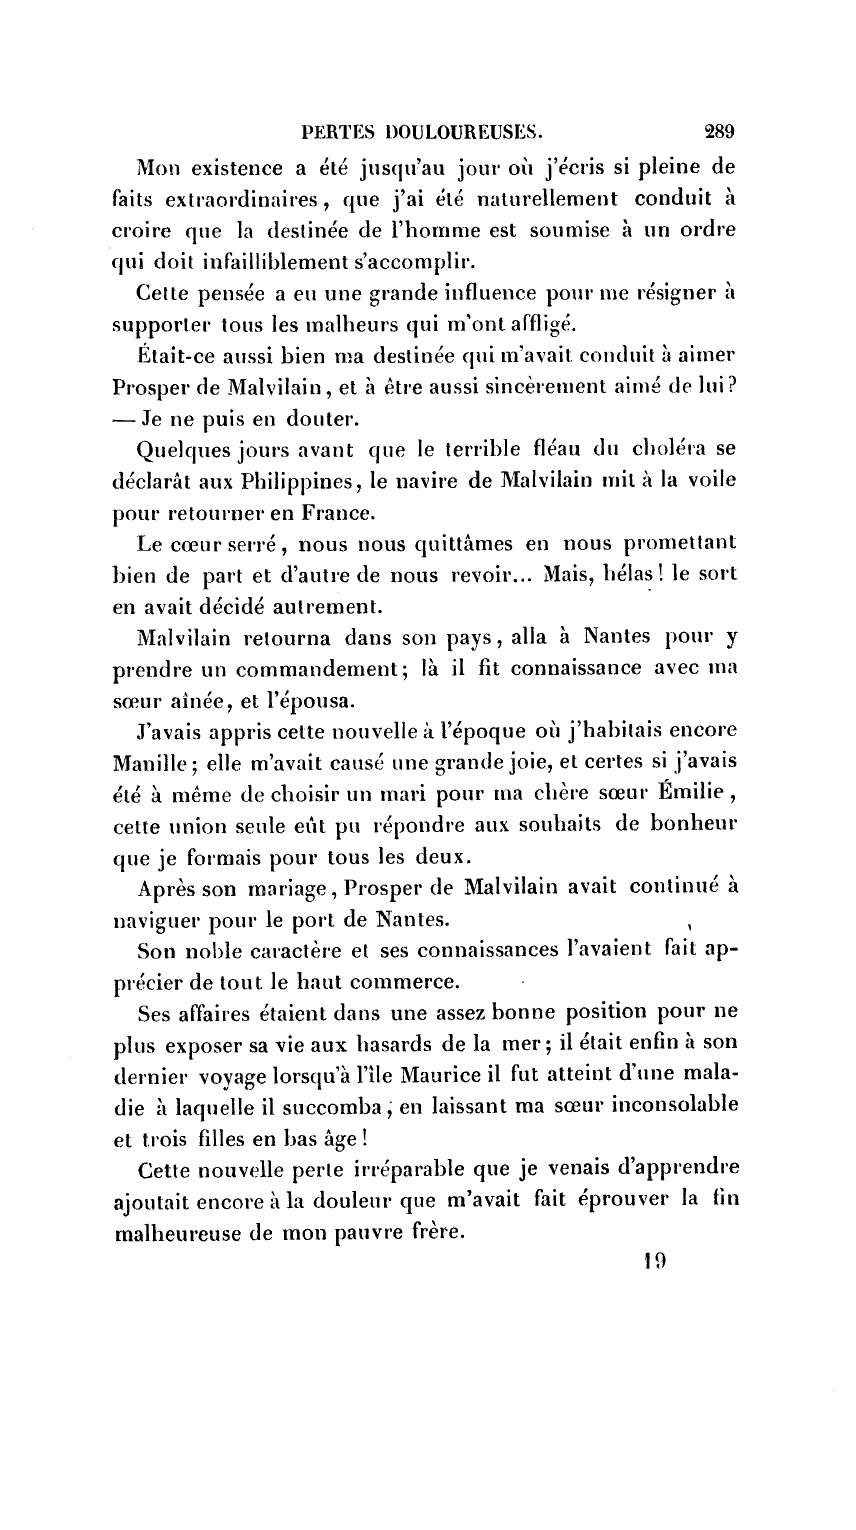 PERTES DOULOUREUSES. 289
Mon existence a été jusqu'au jour où j'écris si pleine de
faits extraordinaires, que j'ai été naturellement conduit à
croire que la destinée de l'homme est soumise à un ordre
qui doit infailliblement s'accomplir.
Cette pensée a eu une grande influence pour me résigner à
supporter tous les malheurs qui m'ont affligé.
Était-ce aussi bien ma destinée qui m'avait conduit à aimer
Prosper de Malvilain, et à être aussi sincèrement aimé de lui?
— Je ne puis en douter.
Quelques jours avant que le terrible fléau du choléra se
déclarât aux Philippines, le navire de Malvilain mit à la voile
pour retourner en France.
Le cœur serré, nous nous quittâmes en nous promettant
bien de part et d'autre de nous revoir... Mais, hélas! le sort
en avait décidé autrement.
Malvilain retourna dans son pays, alla à Nantes pour y
prendre un commandement; là il fit connaissance avec ma
sœur aînée, et l'épousa.
J'avais appris cette nouvelle à l'époque où j'habitais encore
Manille; elle m'avait causé une grande joie, et certes si j'avais
été à même de choisir un mari pour ma chère sœur Émilie,
cette union seule eût pu répondre aux souhaits de bonheur
que je formais pour tous les deux.
Après son mariage, Prosper de Malvilain avait continué à
naviguer pour le port de Nantes.
Son noble caractère et ses connaissances l'avaient fait ap-
précier de tout le haut commerce.
Ses affaires étaient dans une assez bonne position pour ne
plus exposer sa vie aux hasards de la mer; il était enfin à son
dernier voyage lorsqu'à l'île Maurice il fut atteint d'une mala-
die à laquelle il succomba, en laissant ma sœur inconsolable
et trois filles en bas âge!
Cette nouvelle perte irréparable que je venais d'apprendre
ajoutait encore à la douleur que m'avait fait éprouver la fin
malheureuse de mon pauvre frère.
19